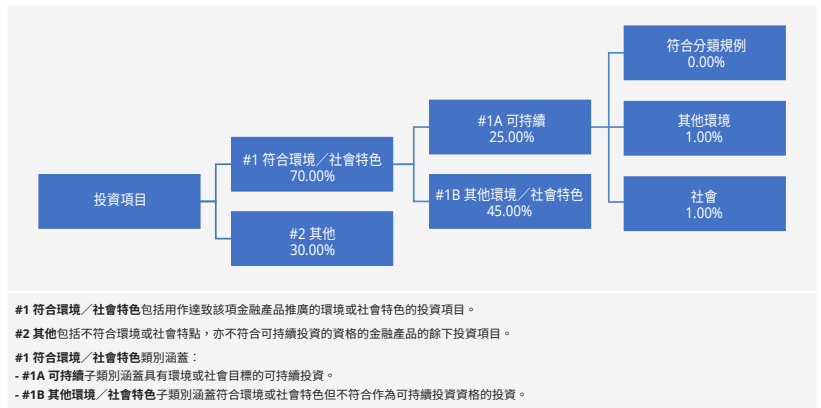 投資項目
#1 符合環境／社會特色
70.00%
#2 其他
30.00%
#1A 可持續
25.00%
#1B 其他環境／社會特色
45.00%
符合分類規例
0.00%
其他環境
1.00%
社會
1.00%
#1 符合環境／社會特色包括用作達致該項金融產品推廣的環境或社會特色的投資項目。
#2 其他包括不符合環境或社會特點，亦不符合可持續投資的資格的金融產品的餘下投資項目。
#1 符合環境／社會特色類別涵蓋：
- #1A 可持續子類別涵蓋具有環境或社會目標的可持續投資。
- #1B 其他環境／社會特色子類別涵蓋符合環境或社會特色但不符合作為可持續投資資格的投資。